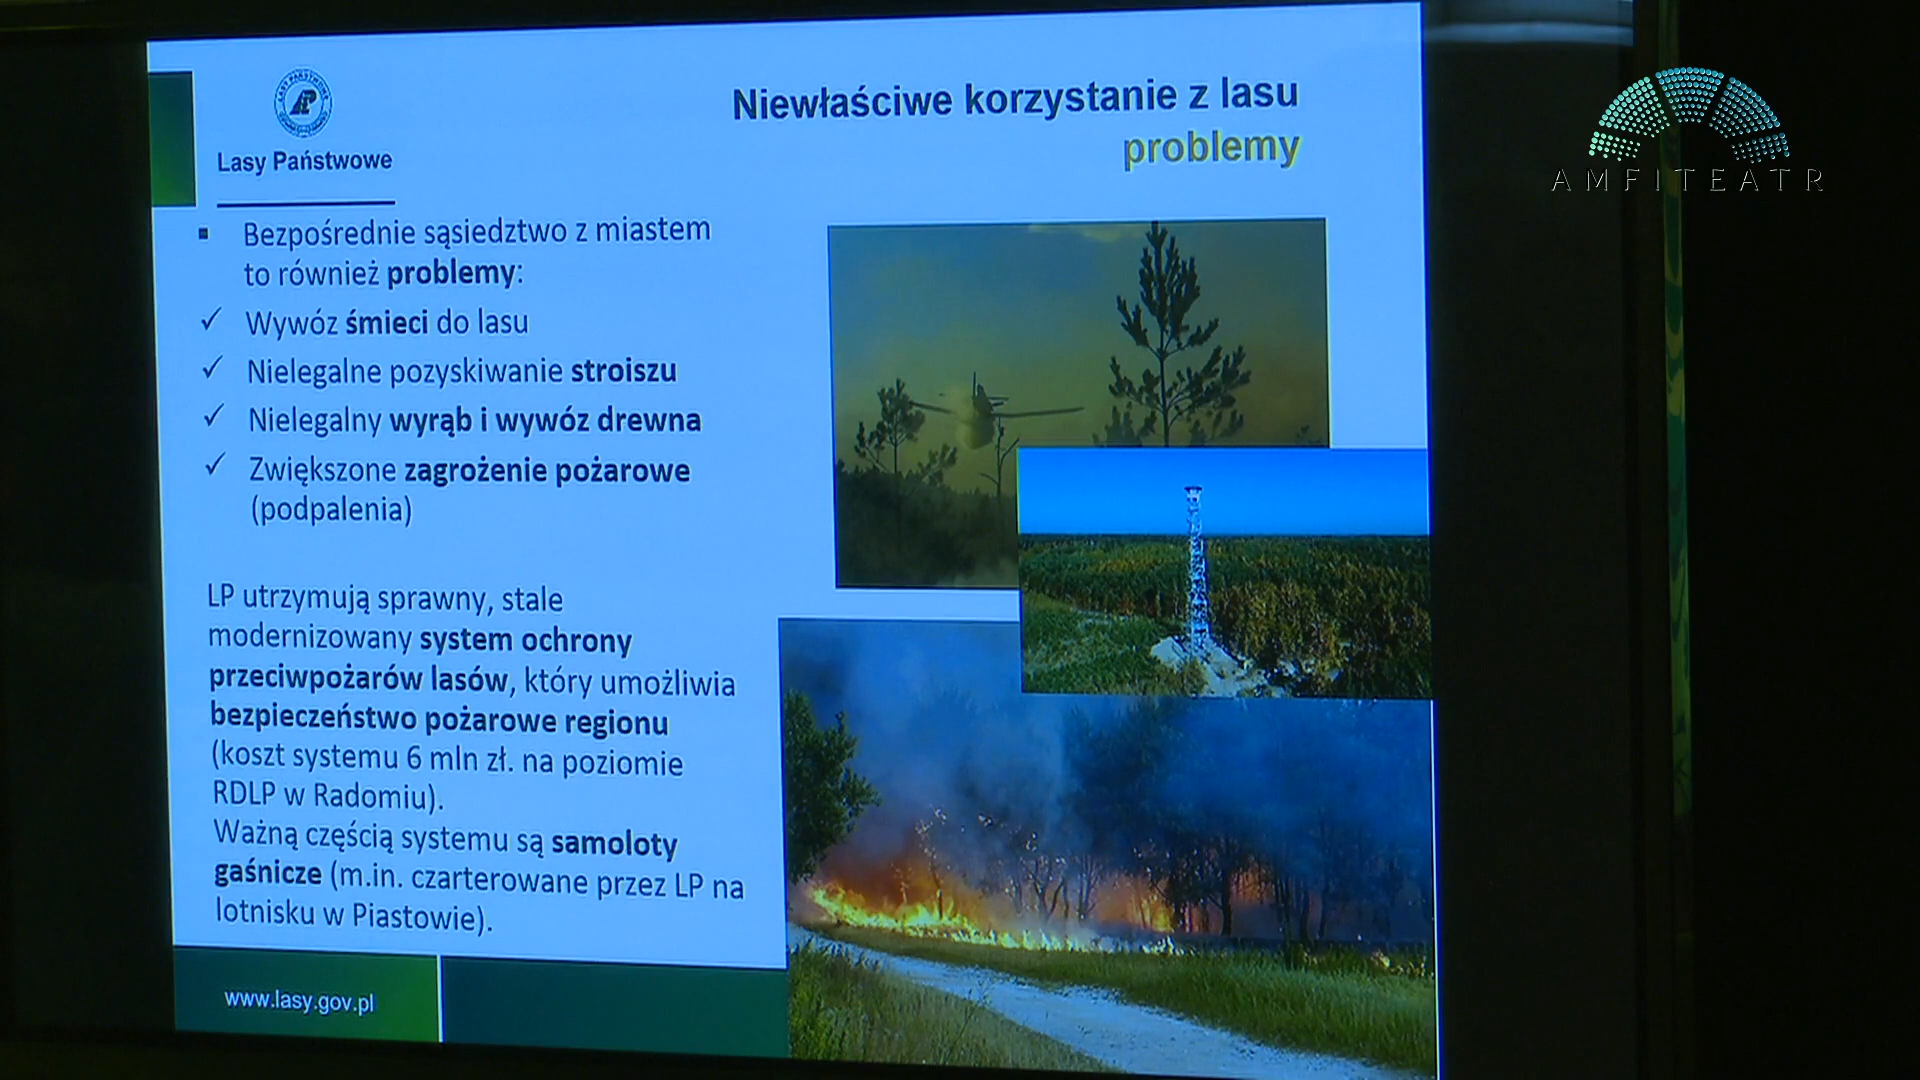 Lasy Państwowe
Niewłaściwe korzystanie z lasu
problemy
AMFITEATR
▪ Bezpośrednie sąsiedztwo z miastem
to również problemy:
✓ Wywóz śmieci do lasu
✓ Nielegalne pozyskiwanie stroiszu
✓ Nielegalny wyrąb i wywóz drewna
✓ Zwiększone zagrożenie pożarowe
(podpalenia)
LP utrzymują sprawny, stale
modernizowany system ochrony
przeciwpożarów lasów, który umożliwia
bezpieczeństwo pożarowe regionu
(koszt systemu 6 mln zł. na poziomie
RDLP w Radomiu).
Ważną częścią systemu są samoloty
gaśnicze (m.in. czarterowane przez LP na
lotnisku w Piastowie).
www.lasy.gov.pl